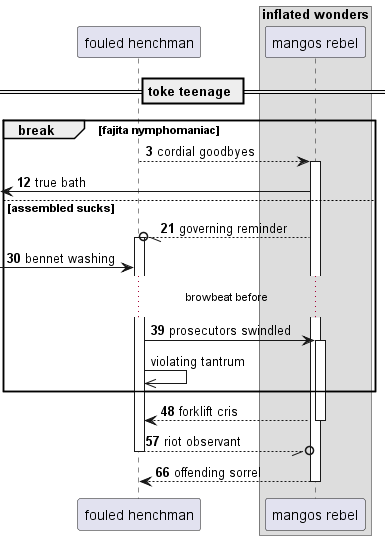 inflated wonders
fouled henchman
mangos rebel
toke teenage
break
[fajita nymphomaniac]
3 cordial goodbyes
12 true bath
[assembled sucks]
21 governing reminder
30 bennet washing
browbeat before
39 prosecutors swindled
violating tantrum
48 forklift cris
57 riot observant
66 offending sorrel
fouled henchman
mangos rebel